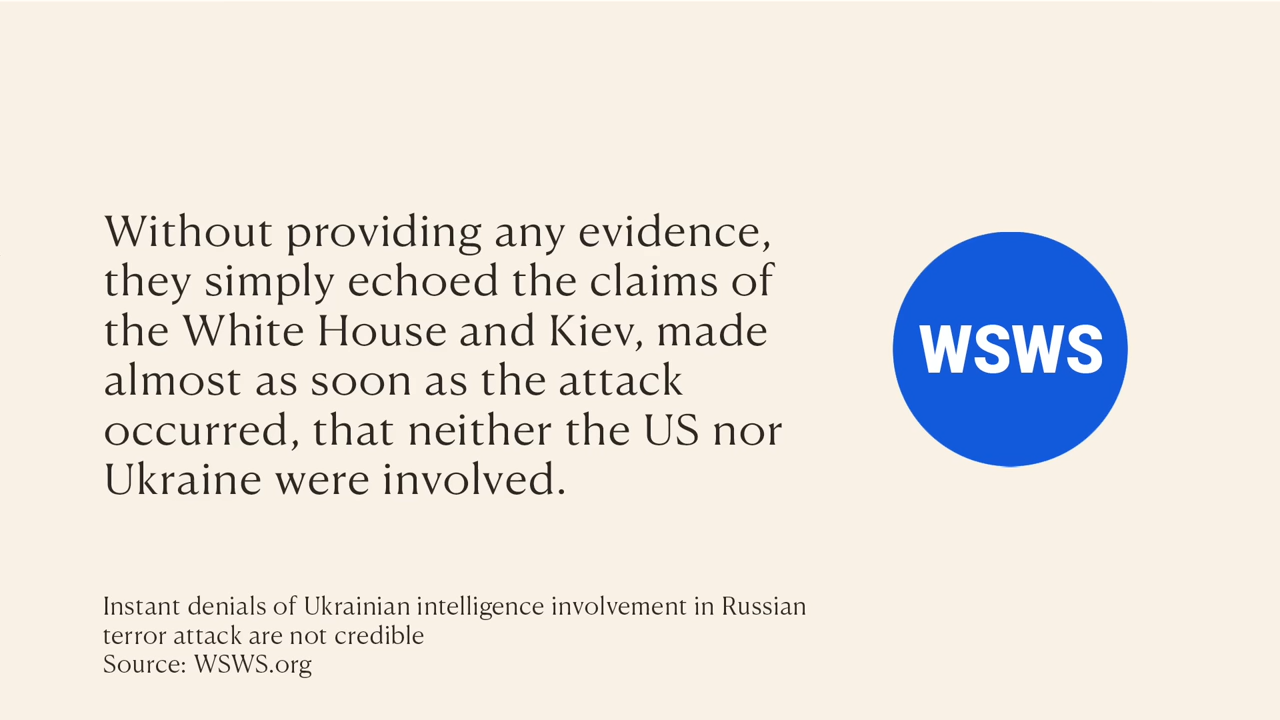 Without providing any evidence,
they simply echoed the claims of
the White House and Kiev, made
almost as soon as the attack
occurred, that neither the US nor
Ukraine were involved.
WSWS
Instant denials of Ukrainian intelligence involvement in Russian
terror attack are not credible
Source: WSWS.org